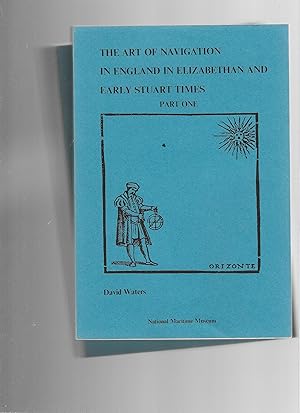 THE ART OF NAVIGATION
IN ENGLAND IN ELIZABETHAN AND
EARLY STUART TIMES
PART ONE
ORIZONTE
David Waters
National Maritime Museum